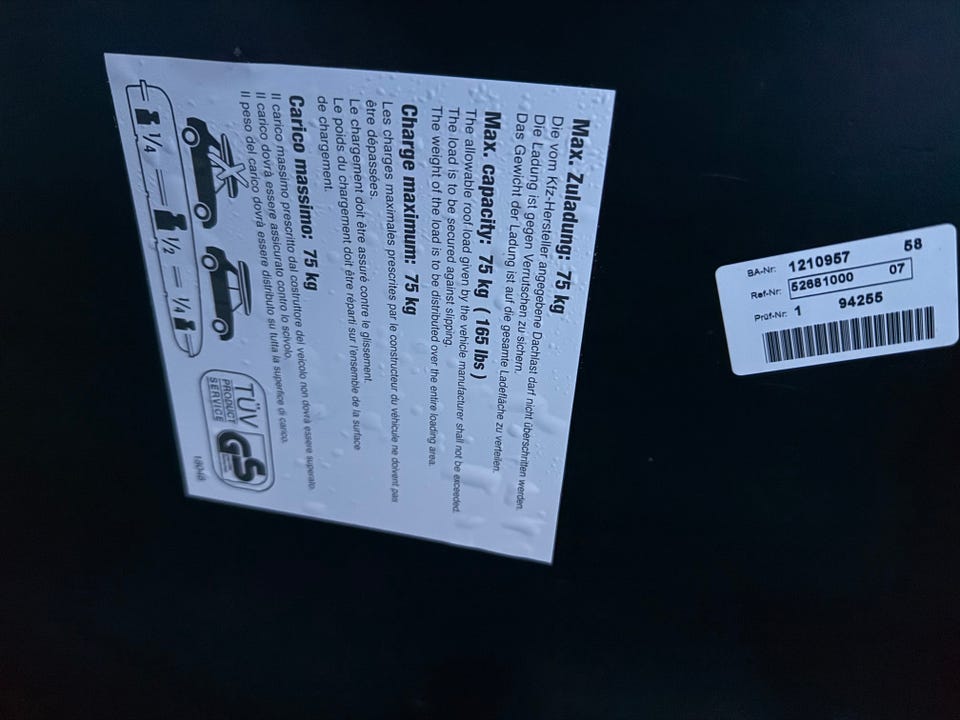 Max. Zuladung: 75 kg
Die vom Kfz-Hersteller angegebene Dachlast darf nicht überschritten werden.
Die Ladung ist gegen Verrutschen zu sichern.
Das Gewicht der Ladung ist auf die gesamte Ladefläche zu verteilen.
Max. capacity: 75 kg ( 165 lbs )
The allowable roof load given by the vehicle manufacturer shall not be exceeded.
The load is to be secured against slipping.
The weight of the load is to be distributed over the entire loading area.
Charge maximum: 75 kg
Les charges maximales prescrites par le constructeur du véhicule ne doivent pas
être dépassées.
Le chargement doit être assuré contre le glissement.
Le poids du chargement doit être réparti sur l'ensemble de la surface
de chargement.
Carico massimo: 75 kg
Il carico massimo prescritto dal costruttore del veicolo non dovrà essere superato.
Il carico dovrà essere assicurato contro lo scivolo.
Il peso del carico dovrà essere distribuito su tutta la superfice di carico.
1/4 1/2 1/4
TÜV
PRODUCT
SERVICE
GS
18048
58
BA-Nr: 1210957
Ref-Nr: 52681000 07
Prüf-Nr: 1 94255